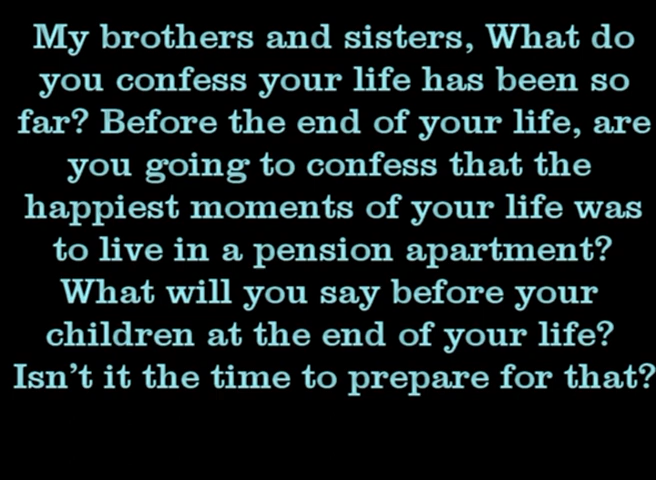 My brothers and sisters, What do
you confess your life has been so
far? Before the end of your life, are
you going to confess that the
happiest moments of your life was
to live in a pension apartment?
What will you say before your
children at the end of your life?
Isn't it the time to prepare for that?